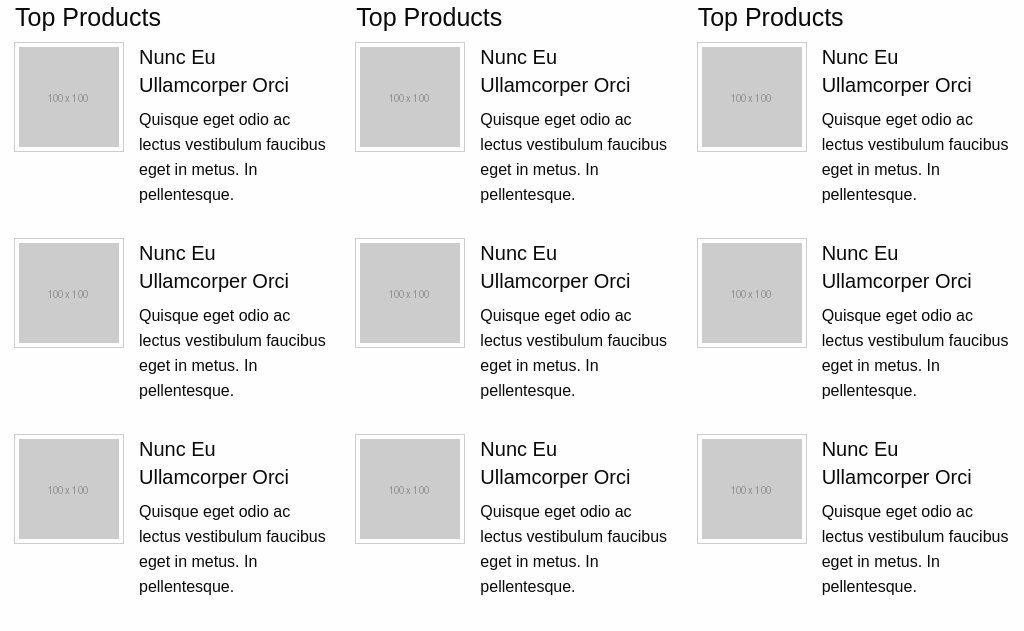 Top Products
100 x 100
Nunc Eu
Ullamcorper Orci
Quisque eget odio ac
lectus vestibulum faucibus
eget in metus. In
pellentesque.
100 x 100
Nunc Eu
Ullamcorper Orci
Quisque eget odio ac
lectus vestibulum faucibus
eget in metus. In
pellentesque.
100 x 100
Nunc Eu
Ullamcorper Orci
Quisque eget odio ac
lectus vestibulum faucibus
eget in metus. In
pellentesque.
Top Products
100 x 100
Nunc Eu
Ullamcorper Orci
Quisque eget odio ac
lectus vestibulum faucibus
eget in metus. In
pellentesque.
100 x 100
Nunc Eu
Ullamcorper Orci
Quisque eget odio ac
lectus vestibulum faucibus
eget in metus. In
pellentesque.
100 x 100
Nunc Eu
Ullamcorper Orci
Quisque eget odio ac
lectus vestibulum faucibus
eget in metus. In
pellentesque.
Top Products
100 x 100
Nunc Eu
Ullamcorper Orci
Quisque eget odio ac
lectus vestibulum faucibus
eget in metus. In
pellentesque.
100 x 100
Nunc Eu
Ullamcorper Orci
Quisque eget odio ac
lectus vestibulum faucibus
eget in metus. In
pellentesque.
100 x 100
Nunc Eu
Ullamcorper Orci
Quisque eget odio ac
lectus vestibulum faucibus
eget in metus. In
pellentesque.